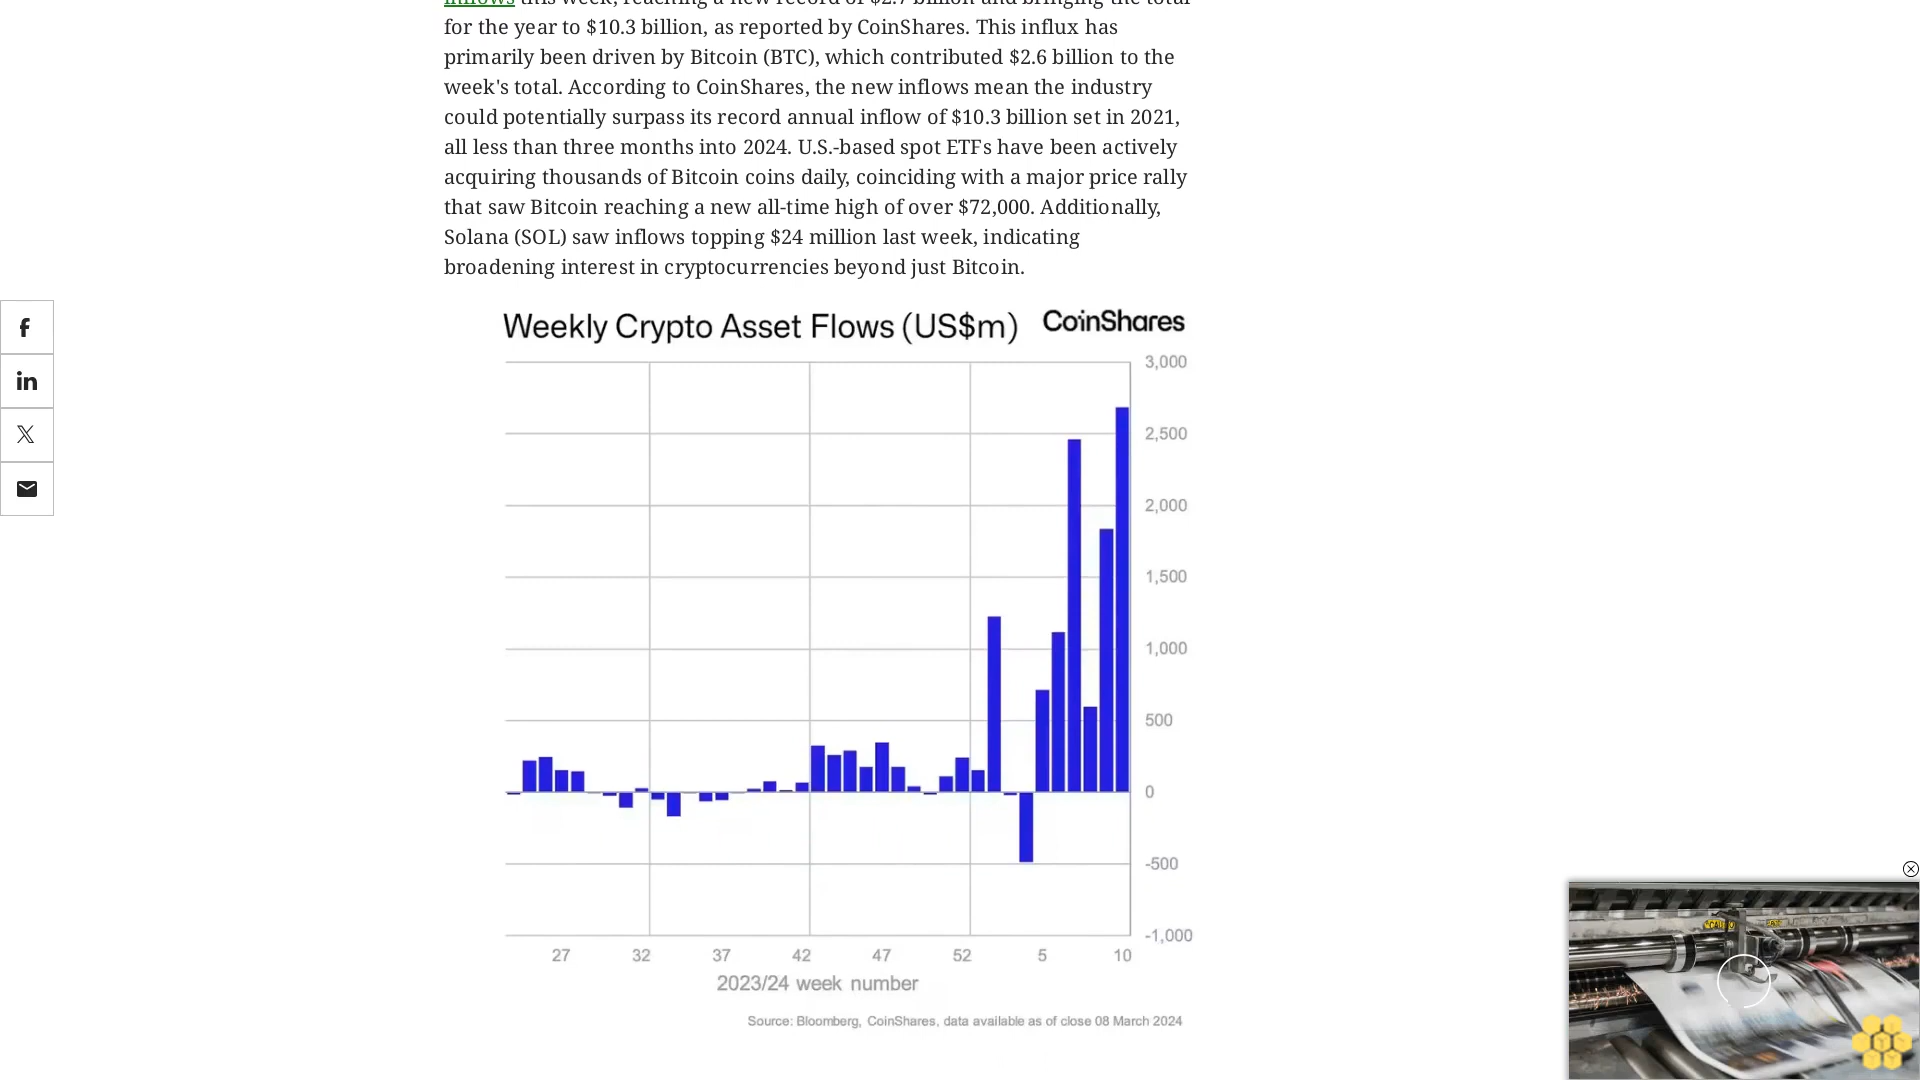 inflows this week, reaching a new record of $2.7 billion and bringing the total
for the year to $10.3 billion, as reported by CoinShares. This influx has
primarily been driven by Bitcoin (BTC), which contributed $2.6 billion to the
week's total. According to CoinShares, the new inflows mean the industry
could potentially surpass its record annual inflow of $10.3 billion set in 2021,
all less than three months into 2024. U.S.-based spot ETFs have been actively
acquiring thousands of Bitcoin coins daily, coinciding with a major price rally
that saw Bitcoin reaching a new all-time high of over $72,000. Additionally,
Solana (SOL) saw inflows topping $24 million last week, indicating
broadening interest in cryptocurrencies beyond just Bitcoin.
f
in
X
Weekly Crypto Asset Flows (US$m)
CoinShares
3,000
2,500
2,000
1,500
1,000
500
0
-500
-1,000
27 32 37 42 47 52 5 10
2023/24 week number
Source: Bloomberg, CoinShares, data available as of close 08 March 2024